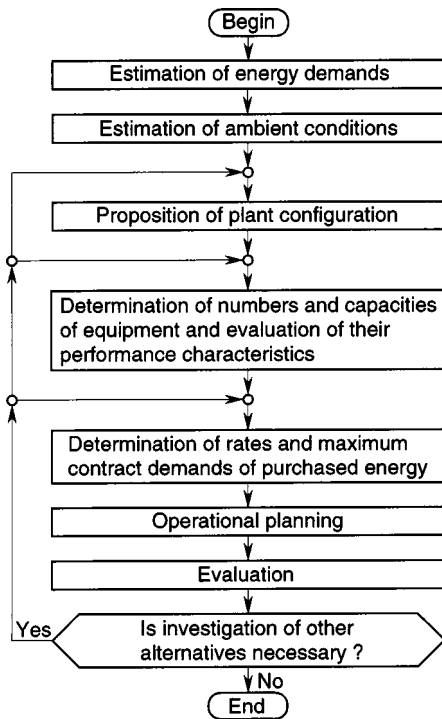 Begin
Estimation of energy demands
Estimation of ambient conditions
Proposition of plant configuration
Determination of numbers and capacities
of equipment and evaluation of their
performance characteristics
Determination of rates and maximum
contract demands of purchased energy
Operational planning
Evaluation
Yes
Is investigation of other
alternatives necessary ?
No
End